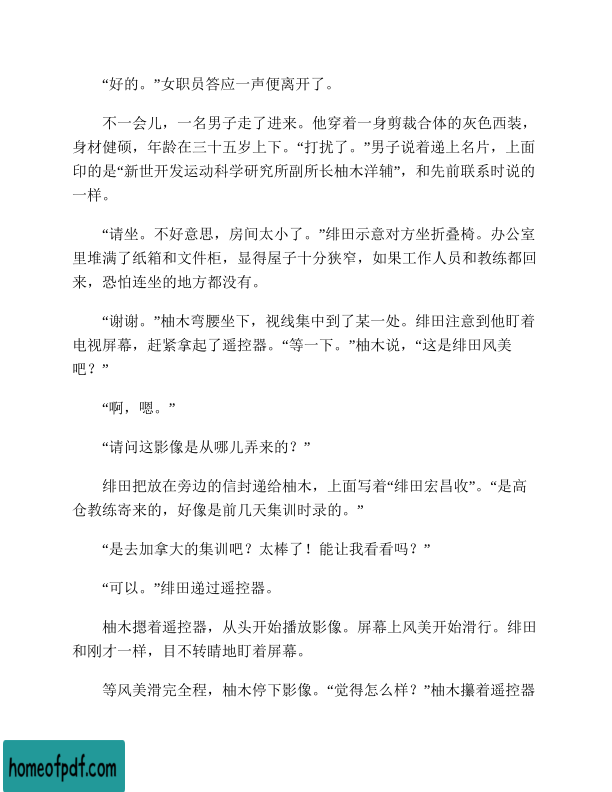 “好的。”女职员答应一声便离开了。
不一会儿，一名男子走了进来。他穿着一身剪裁合体的灰色西装，
身材健硕，年龄在三十五岁上下。“打扰了。”男子说着递上名片，上面
印的是“新世开发运动科学研究所副所长柚木洋辅”，和先前联系时说的
一样。
“请坐。不好意思，房间太小了。”绯田示意对方坐折叠椅。办公室
里堆满了纸箱和文件柜，显得屋子十分狭窄，如果工作人员和教练都回
来，恐怕连坐的地方都没有。
“谢谢。”柚木弯腰坐下，视线集中到了某一处。绯田注意到他盯着
电视屏幕，赶紧拿起了遥控器。“等一下。”柚木说，“这是绯田风美
吧？”
“啊，嗯。”
“请问这影像是从哪儿弄来的？”
绯田把放在旁边的信封递给柚木，上面写着“绯田宏昌收”。“是高
仓教练寄来的，好像是前几天集训时录的。”
“是去加拿大的集训吧？太棒了！能让我看看吗？”
“可以。”绯田递过遥控器。
柚木摁着遥控器，从头开始播放影像。屏幕上风美开始滑行。绯田
和刚才一样，目不转睛地盯着屏幕。
等风美滑完全程，柚木停下影像。“觉得怎么样？”柚木攥着遥控器
homeofpdf.com